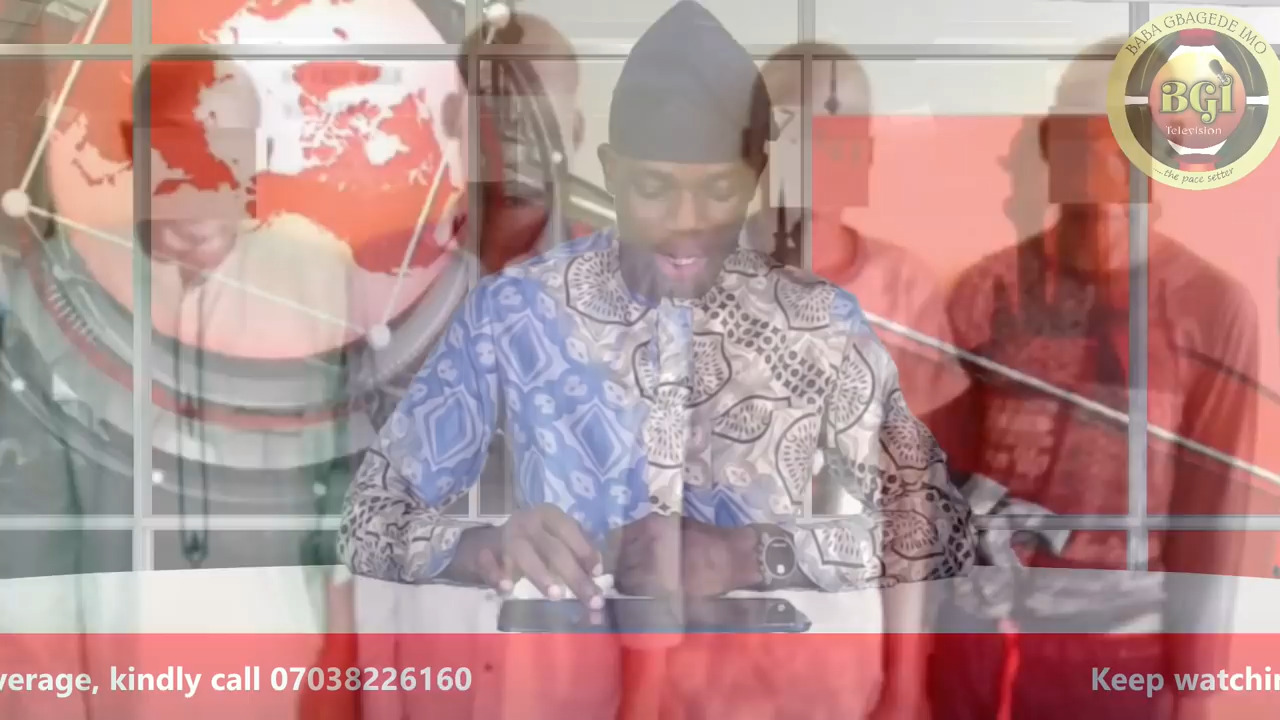 BABA GBAGEDE IMO
BGI
Television
...the pace setter
verage, kindly call 07038226160
Keep watchin